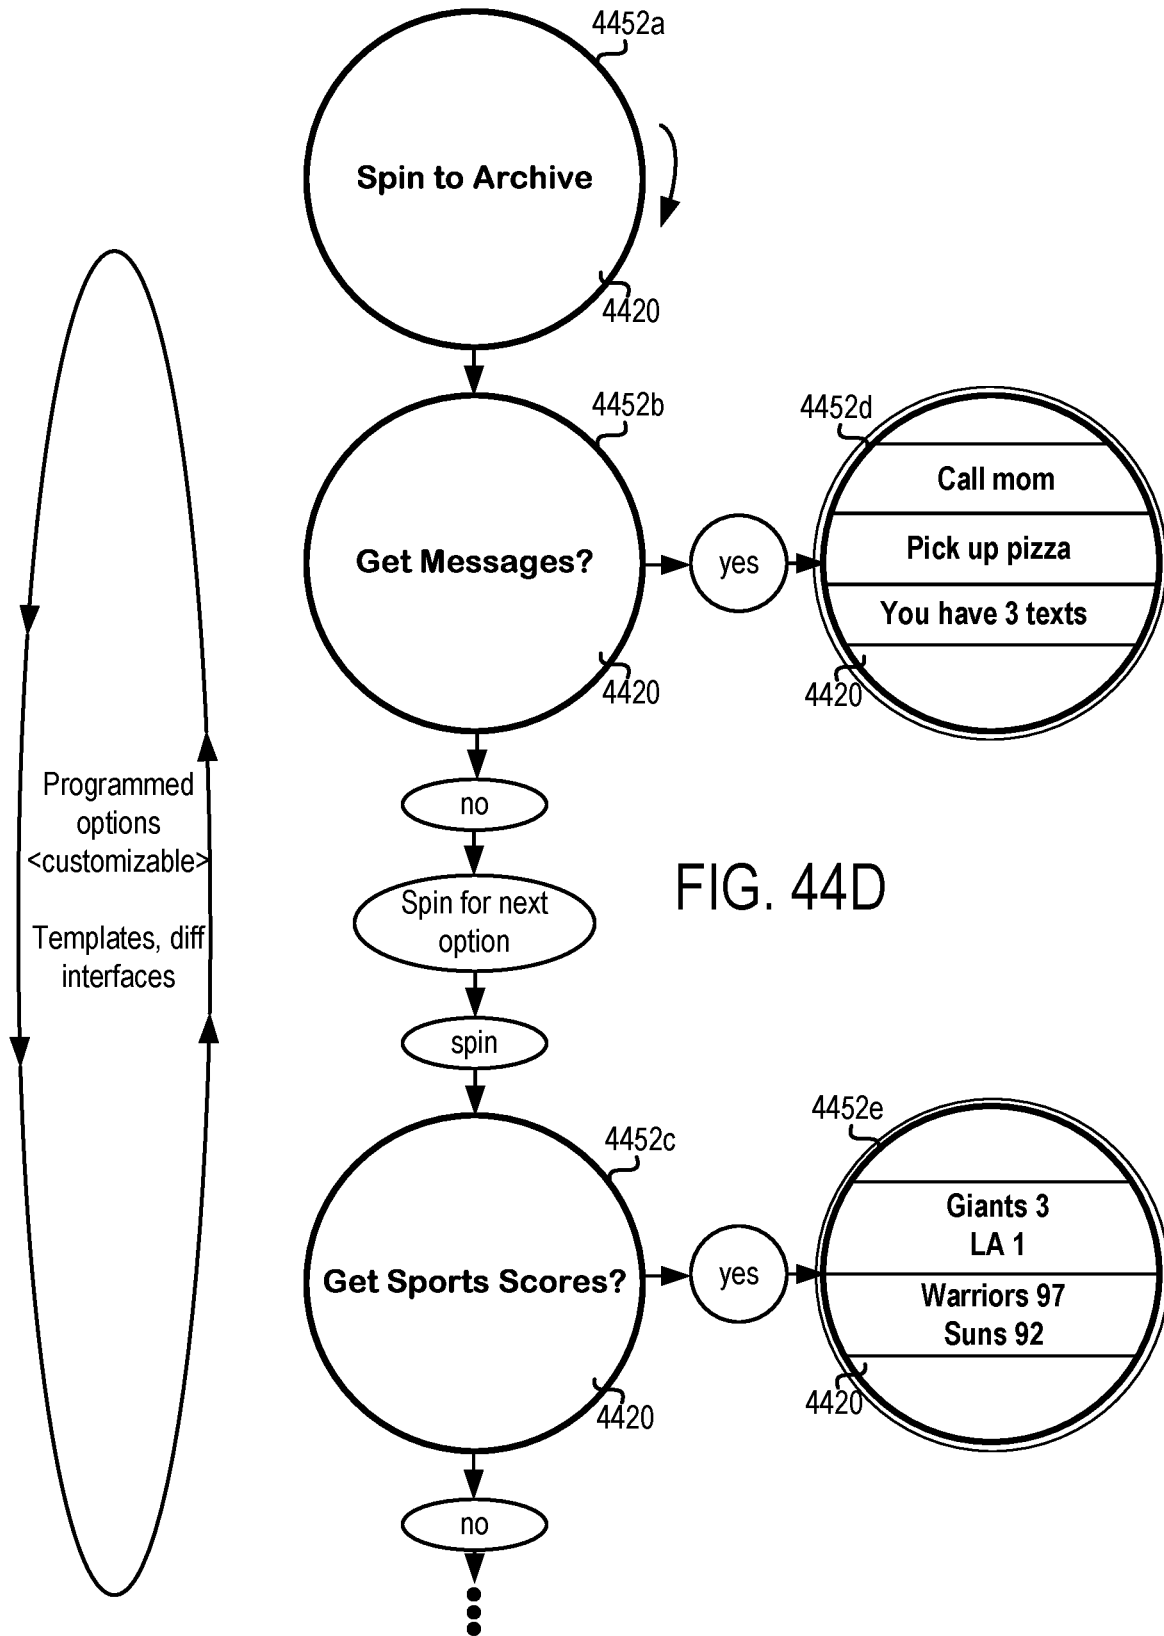 4452a
Spin to Archive
4420
4452b
4452d
Call mom
Get Messages?
yes
Pick up pizza
You have 3 texts
4420
4420
Programmed
options
<customizable>
Templates, diff
interfaces
no
Spin for next
option
FIG. 44D
spin
4452c
4452e
Get Sports Scores?
yes
Giants 3
LA 1
Warriors 97
Suns 92
4420
4420
no